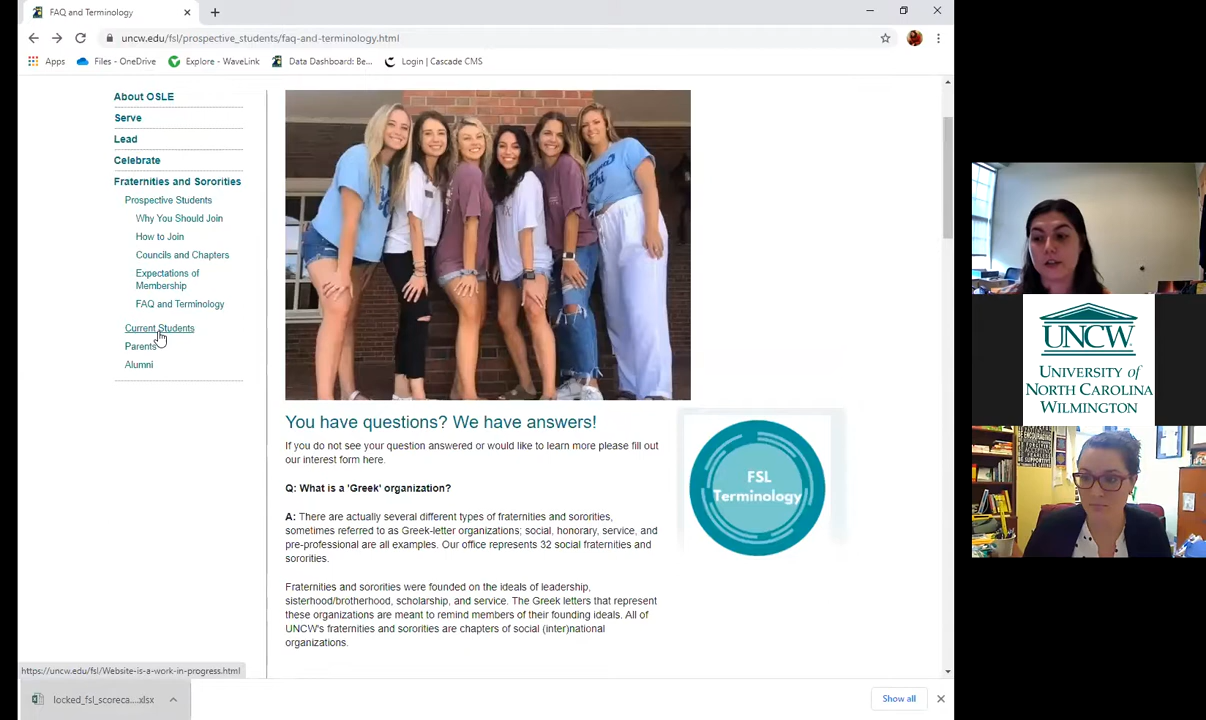 FAQ and Terminology
uncw.edu/fsl/prospective_students/faq-and-terminology.html
Apps
Files - OneDrive
Explore - WaveLink
Data Dashboard: Be...
Login | Cascade CMS
About OSLE
Serve
Lead
Celebrate
Fraternities and Sororities
Prospective Students
Why You Should Join
How to Join
Councils and Chapters
Expectations of
Membership
FAQ and Terminology
Current Students
Parents
Alumni
You have questions? We have answers!
If you do not see your question answered or would like to learn more please fill out
our interest form here.
Q: What is a 'Greek' organization?
A: There are actually several different types of fraternities and sororities,
sometimes referred to as Greek-letter organizations; social, honorary, service, and
pre-professional are all examples. Our office represents 32 social fraternities and
sororities.
Fraternities and sororities were founded on the ideals of leadership,
sisterhood/brotherhood, scholarship, and service. The Greek letters that represent
these organizations are meant to remind members of their founding ideals. All of
UNCW's fraternities and sororities are chapters of social (inter)national
organizations.
FSL
Terminology
https://uncw.edu/fsl/Website-is-a-work-in-progress.html
locked_fsl_scoreca....xlsx
Show all
UNCW
UNIVERSITY of
NORTH CAROLINA
WILMINGTON